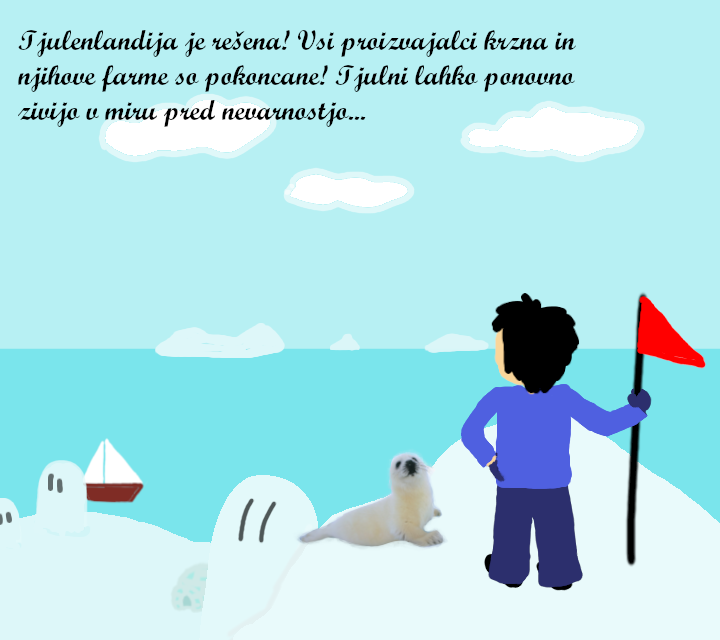 Tjulenlandija je rešena! Vsi proizvajalci krzna in
njihove farme so pokoncane! Tjulni lahko ponovno
zivijo v miru pred nevarnostjo...